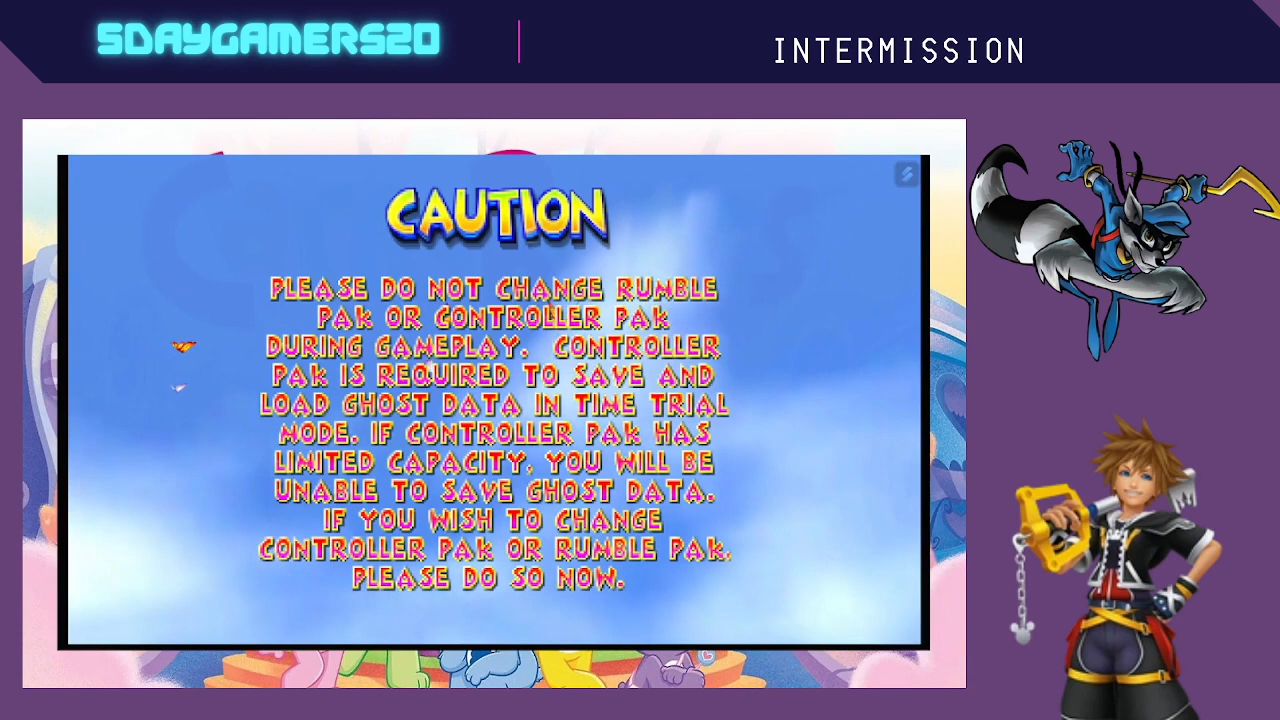 5DAYGAMERS20
INTERMISSION
CAUTION
PLEASE DO NOT CHANGE RUMBLE
PAK OR CONTROLLER PAK
DURING GAMEPLAY. CONTROLLER
PAK IS REQUIRED TO SAVE AND
LOAD GHOST DATA IN TIME TRIAL
MODE. IF CONTROLLER PAK HAS
LIMITED CAPACITY, YOU WILL BE
UNABLE TO SAVE GHOST DATA.
IF YOU WISH TO CHANGE
CONTROLLER PAK OR RUMBLE PAK,
PLEASE DO SO NOW.